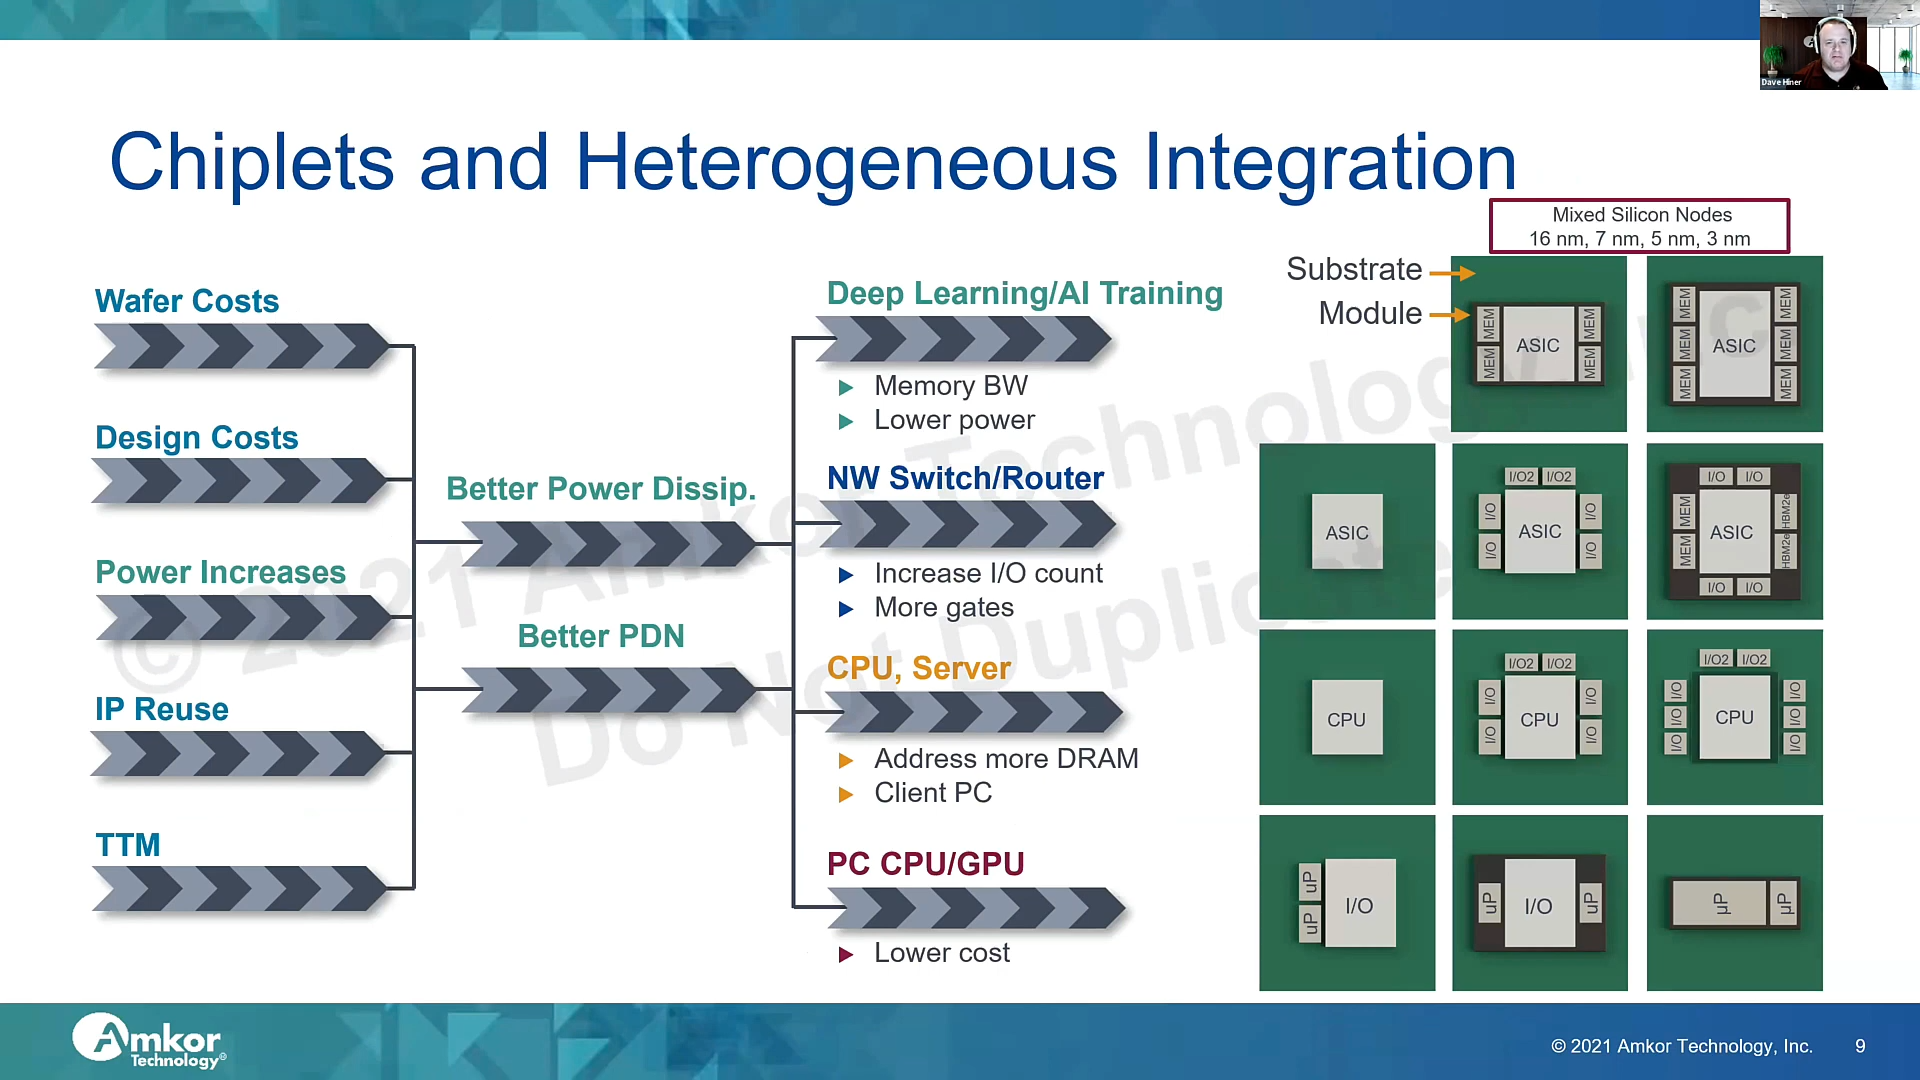 Dave Hiner
Chiplets and Heterogeneous Integration
Mixed Silicon Nodes
16 nm, 7 nm, 5 nm, 3 nm
Substrate
Module
Wafer Costs
Design Costs
Power Increases
IP Reuse
TTM
Better Power Dissip.
Better PDN
Deep Learning/AI Training
Memory BW
Lower power
NW Switch/Router
Increase I/O count
More gates
CPU, Server
Address more DRAM
Client PC
PC CPU/GPU
Lower cost
MEM MEM ASIC MEM MEM
MEM MEM MEM ASIC MEM MEM MEM
ASIC
I/O2 I/O2
I/O I/O ASIC I/O I/O
I/O I/O
MEM MEM ASIC HBM2e HBM2e
I/O I/O
CPU
I/O2 I/O2
I/O I/O CPU I/O I/O
I/O2 I/O2
I/O I/O I/O CPU I/O I/O I/O
uP uP I/O
uP I/O uP
µP µP
© 2021 Amkor Technology, Inc.
Do Not Duplicate
Amkor
Technology®
© 2021 Amkor Technology, Inc.
9